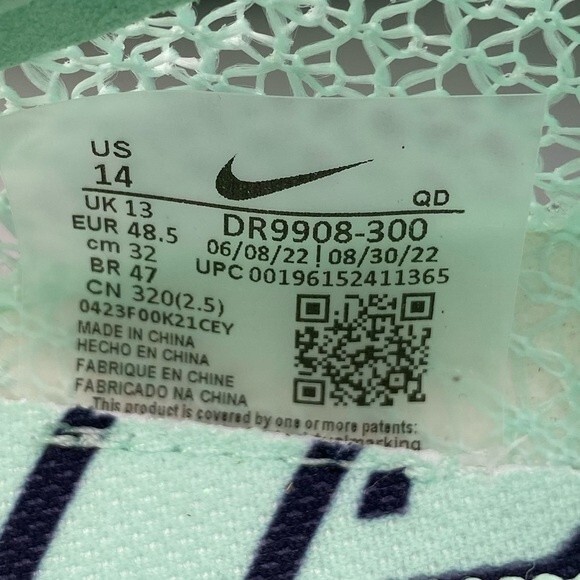 US
14
QD
UK 13
DR9908-300
EUR 48.5
06/08/22 | 08/30/22
cm 32
UPC 00196152411365
BR 47
CN 320(2.5)
0423F00K21CEY
MADE IN CHINA
HECHO EN CHINA
FABRIQUE EN CHINE
FABRICADO NA CHINA
This product is covered by one or more patents: